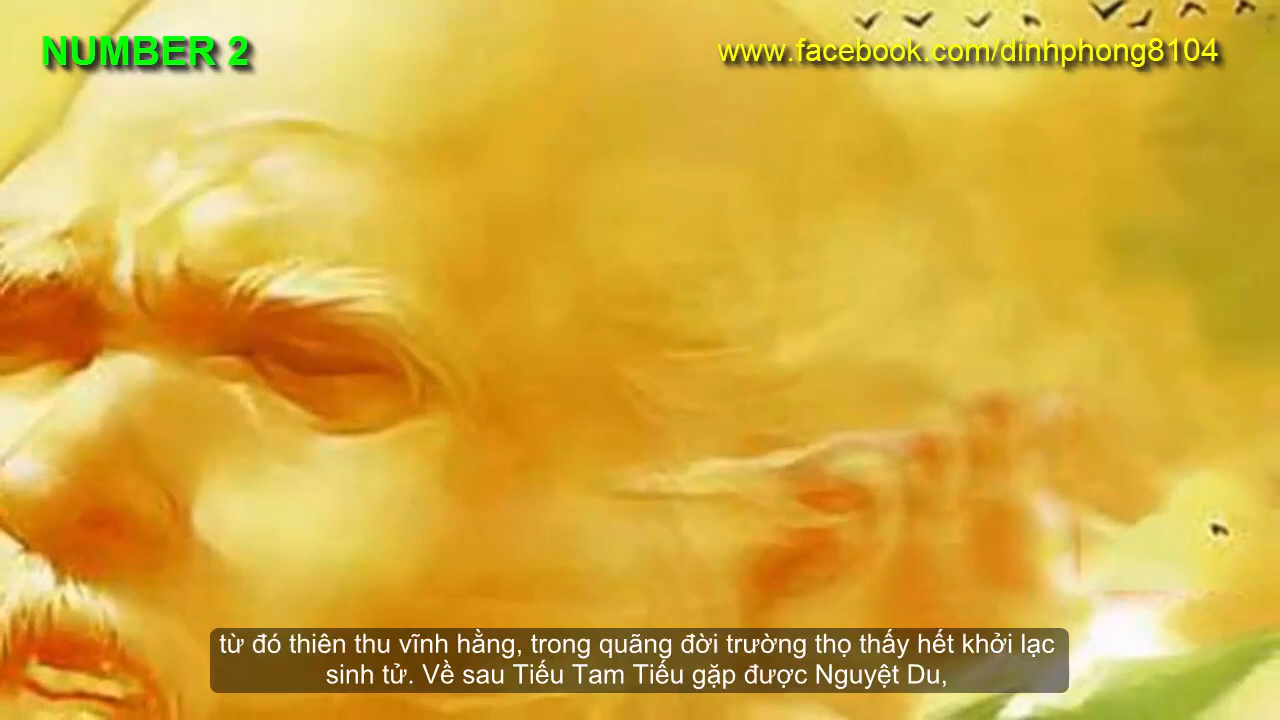 NUMBER 2
www.facebook.com/dinhphong8104
từ đó thiên thu vĩnh hằng, trong quãng đời trường thọ thấy hết khởi lạc
sinh tử. Về sau Tiếu Tam Tiếu gặp được Nguyệt Du,